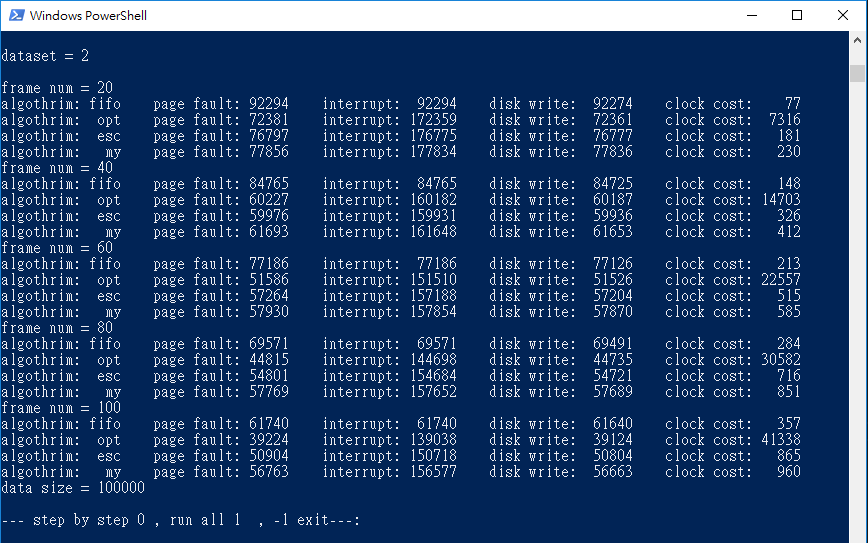 Windows PowerShell
dataset = 2
frame num = 20
algothrim: fifo    page fault: 92294    interrupt:  92294    disk write:  92274    clock cost:    77
algothrim:  opt    page fault: 72381    interrupt: 172359    disk write:  72361    clock cost:  7316
algothrim:  esc    page fault: 76797    interrupt: 176775    disk write:  76777    clock cost:   181
algothrim:   my    page fault: 77856    interrupt: 177834    disk write:  77836    clock cost:   230
frame num = 40
algothrim: fifo    page fault: 84765    interrupt:  84765    disk write:  84725    clock cost:   148
algothrim:  opt    page fault: 60227    interrupt: 160182    disk write:  60187    clock cost: 14703
algothrim:  esc    page fault: 59976    interrupt: 159931    disk write:  59936    clock cost:   326
algothrim:   my    page fault: 61693    interrupt: 161648    disk write:  61653    clock cost:   412
frame num = 60
algothrim: fifo    page fault: 77186    interrupt:  77186    disk write:  77126    clock cost:   213
algothrim:  opt    page fault: 51586    interrupt: 151510    disk write:  51526    clock cost: 22557
algothrim:  esc    page fault: 57264    interrupt: 157188    disk write:  57204    clock cost:   515
algothrim:   my    page fault: 57930    interrupt: 157854    disk write:  57870    clock cost:   585
frame num = 80
algothrim: fifo    page fault: 69571    interrupt:  69571    disk write:  69491    clock cost:   284
algothrim:  opt    page fault: 44815    interrupt: 144698    disk write:  44735    clock cost: 30582
algothrim:  esc    page fault: 54801    interrupt: 154684    disk write:  54721    clock cost:   716
algothrim:   my    page fault: 57769    interrupt: 157652    disk write:  57689    clock cost:   851
frame num = 100
algothrim: fifo    page fault: 61740    interrupt:  61740    disk write:  61640    clock cost:   357
algothrim:  opt    page fault: 39224    interrupt: 139038    disk write:  39124    clock cost: 41338
algothrim:  esc    page fault: 50904    interrupt: 150718    disk write:  50804    clock cost:   865
algothrim:   my    page fault: 56763    interrupt: 156577    disk write:  56663    clock cost:   960
data size = 100000
--- step by step 0 , run all 1  , -1 exit---: